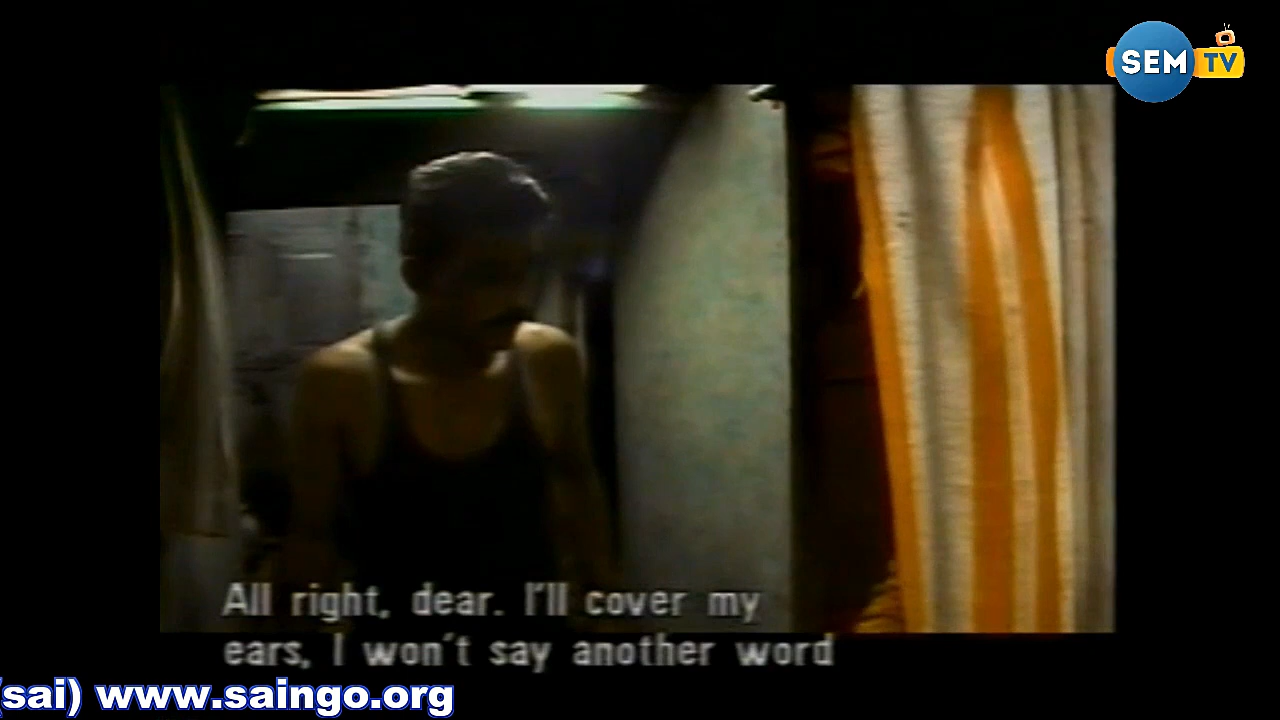 SEM TV
All right, dear. I'll cover my
ears, I won't say another word
(sai) www.saingo.org